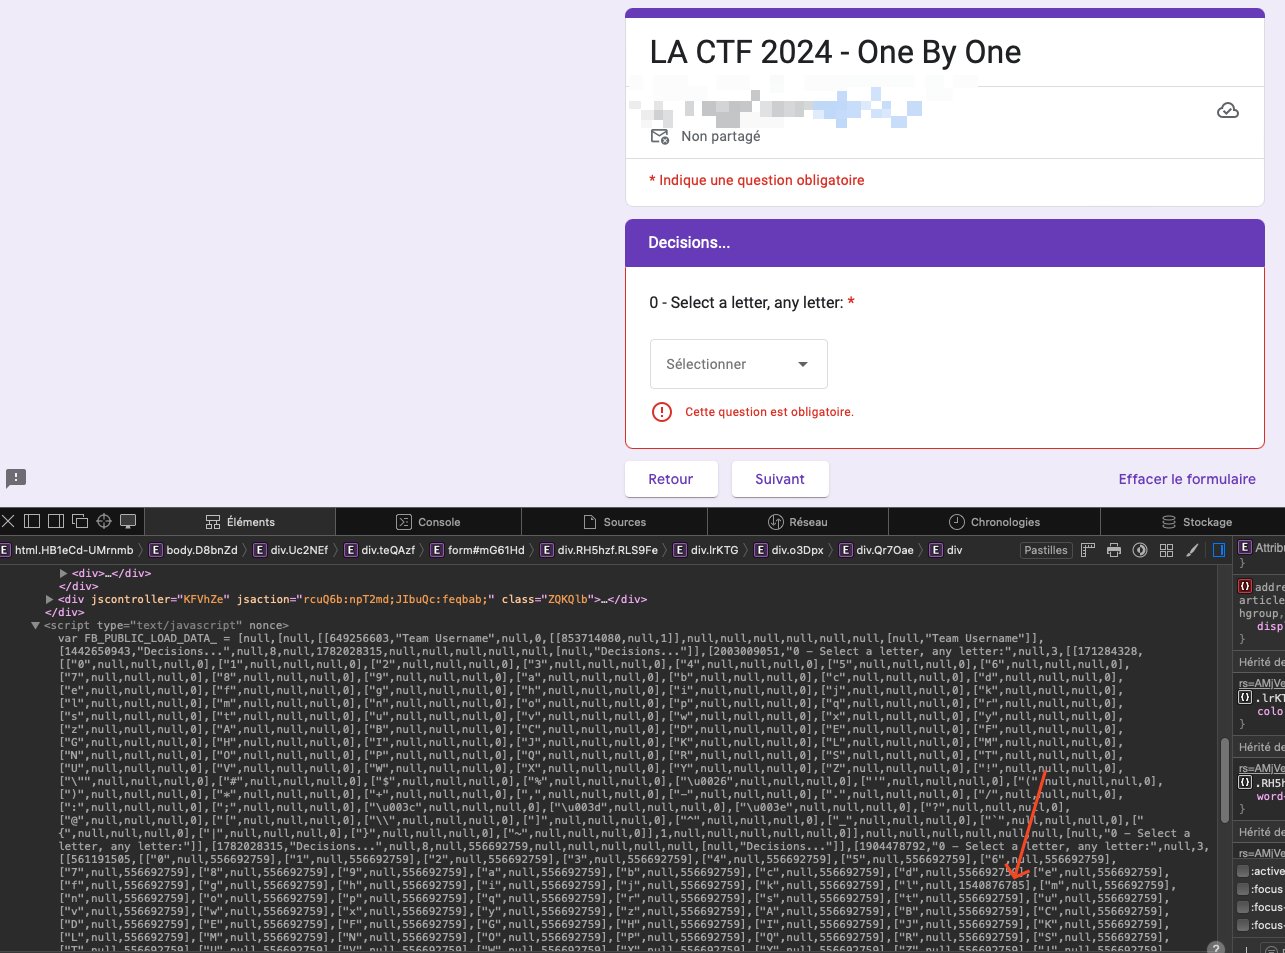 LA CTF 2024 - One By One
Non partagé
* Indique une question obligatoire
Decisions...
0 - Select a letter, any letter: *
Sélectionner
Cette question est obligatoire.
Retour
Suivant
Effacer le formulaire
Éléments
Console
Sources
Réseau
Chronologies
Stockage
E html.HB1eCd-UMrnmb
E body.D8bnZd
E div.Uc2NEf
E div.teQAzf
E form#mG61Hd
E div.RH5hzf.RLS9Fe
E div.lrKTG
E div.o3Dpx
E div.Qr7Oae
E div
Pastilles
<div>…</div>
</div>
<div jscontroller="KFVhZe" jsaction="rcuQ6b:npT2md;JIbuQc:feqbab;" class="ZQKQlb">…</div>
</div>
<script type="text/javascript" nonce>
var FB_PUBLIC_LOAD_DATA_ = [null,[null,[[649256603,"Team Username",null,0,[[853714080,null,1]],null,null,null,null,null,null,[null,"Team Username"]],
[1442650943,"Decisions...",null,8,null,1782028315,null,null,null,null,null,[null,"Decisions..."]],[2003009051,"0 – Select a letter, any letter:",null,3,[[171284328,
[["0",null,null,null,0],["1",null,null,null,0],["2",null,null,null,0],["3",null,null,null,0],["4",null,null,null,0],["5",null,null,null,0],["6",null,null,null,0],
["7",null,null,null,0],["8",null,null,null,0],["9",null,null,null,0],["a",null,null,null,0],["b",null,null,null,0],["c",null,null,null,0],["d",null,null,null,0],
["e",null,null,null,0],["f",null,null,null,0],["g",null,null,null,0],["h",null,null,null,0],["i",null,null,null,0],["j",null,null,null,0],["k",null,null,null,0],
["l",null,null,null,0],["m",null,null,null,0],["n",null,null,null,0],["o",null,null,null,0],["p",null,null,null,0],["q",null,null,null,0],["r",null,null,null,0],
["s",null,null,null,0],["t",null,null,null,0],["u",null,null,null,0],["v",null,null,null,0],["w",null,null,null,0],["x",null,null,null,0],["y",null,null,null,0],
["z",null,null,null,0],["A",null,null,null,0],["B",null,null,null,0],["C",null,null,null,0],["D",null,null,null,0],["E",null,null,null,0],["F",null,null,null,0],
["G",null,null,null,0],["H",null,null,null,0],["I",null,null,null,0],["J",null,null,null,0],["K",null,null,null,0],["L",null,null,null,0],["M",null,null,null,0],
["N",null,null,null,0],["O",null,null,null,0],["P",null,null,null,0],["Q",null,null,null,0],["R",null,null,null,0],["S",null,null,null,0],["T",null,null,null,0],
["U",null,null,null,0],["V",null,null,null,0],["W",null,null,null,0],["X",null,null,null,0],["Y",null,null,null,0],["Z",null,null,null,0],["!",null,null,null,0],
["\"",null,null,null,0],["#",null,null,null,0],["$",null,null,null,0],["%",null,null,null,0],["\u0026",null,null,null,0],["'",null,null,null,0],["(",null,null,null,0],
[")",null,null,null,0],["*",null,null,null,0],["+",null,null,null,0],[",",null,null,null,0],["–",null,null,null,0],[".",null,null,null,0],["/",null,null,null,0],
[":",null,null,null,0],[";",null,null,null,0],["\u003c",null,null,null,0],["\u003d",null,null,null,0],["\u003e",null,null,null,0],["?",null,null,null,0],
["@",null,null,null,0],["[",null,null,null,0],["\\",null,null,null,0],["]",null,null,null,0],["^",null,null,null,0],["_",null,null,null,0],["`",null,null,null,0],["
{",null,null,null,0],["|",null,null,null,0],["}",null,null,null,0],["~",null,null,null,0]],1,null,null,null,null,null,0]],null,null,null,null,null,null,[null,"0 – Select a
letter, any letter:"]],[1782028315,"Decisions...",null,8,null,556692759,null,null,null,null,null,[null,"Decisions..."]],[1904478792,"0 – Select a letter, any letter:",null,3,
[[561191505,[["0",null,556692759],["1",null,556692759],["2",null,556692759],["3",null,556692759],["4",null,556692759],["5",null,556692759],["6",null,556692759],
["7",null,556692759],["8",null,556692759],["9",null,556692759],["a",null,556692759],["b",null,556692759],["c",null,556692759],["d",null,556692759],["e",null,556692759],
["f",null,556692759],["g",null,556692759],["h",null,556692759],["i",null,556692759],["j",null,556692759],["k",null,556692759],["l",null,1540876785],["m",null,556692759],
["n",null,556692759],["o",null,556692759],["p",null,556692759],["q",null,556692759],["r",null,556692759],["s",null,556692759],["t",null,556692759],["u",null,556692759],
["v",null,556692759],["w",null,556692759],["x",null,556692759],["y",null,556692759],["z",null,556692759],["A",null,556692759],["B",null,556692759],["C",null,556692759],
["D",null,556692759],["E",null,556692759],["F",null,556692759],["G",null,556692759],["H",null,556692759],["I",null,556692759],["J",null,556692759],["K",null,556692759],
["L",null,556692759],["M",null,556692759],["N",null,556692759],["O",null,556692759],["P",null,556692759],["Q",null,556692759],["R",null,556692759],["S",null,556692759],
E Attribu
}
addre
article
hgroup,
disp
}
Hérité de
rs=AMjVe
.lrKT
colo
}
Hérité de
rs=AMjVe
.RH5h
word-
}
Hérité de
rs=AMjVe
:active
:focus
:focus-
:focus-